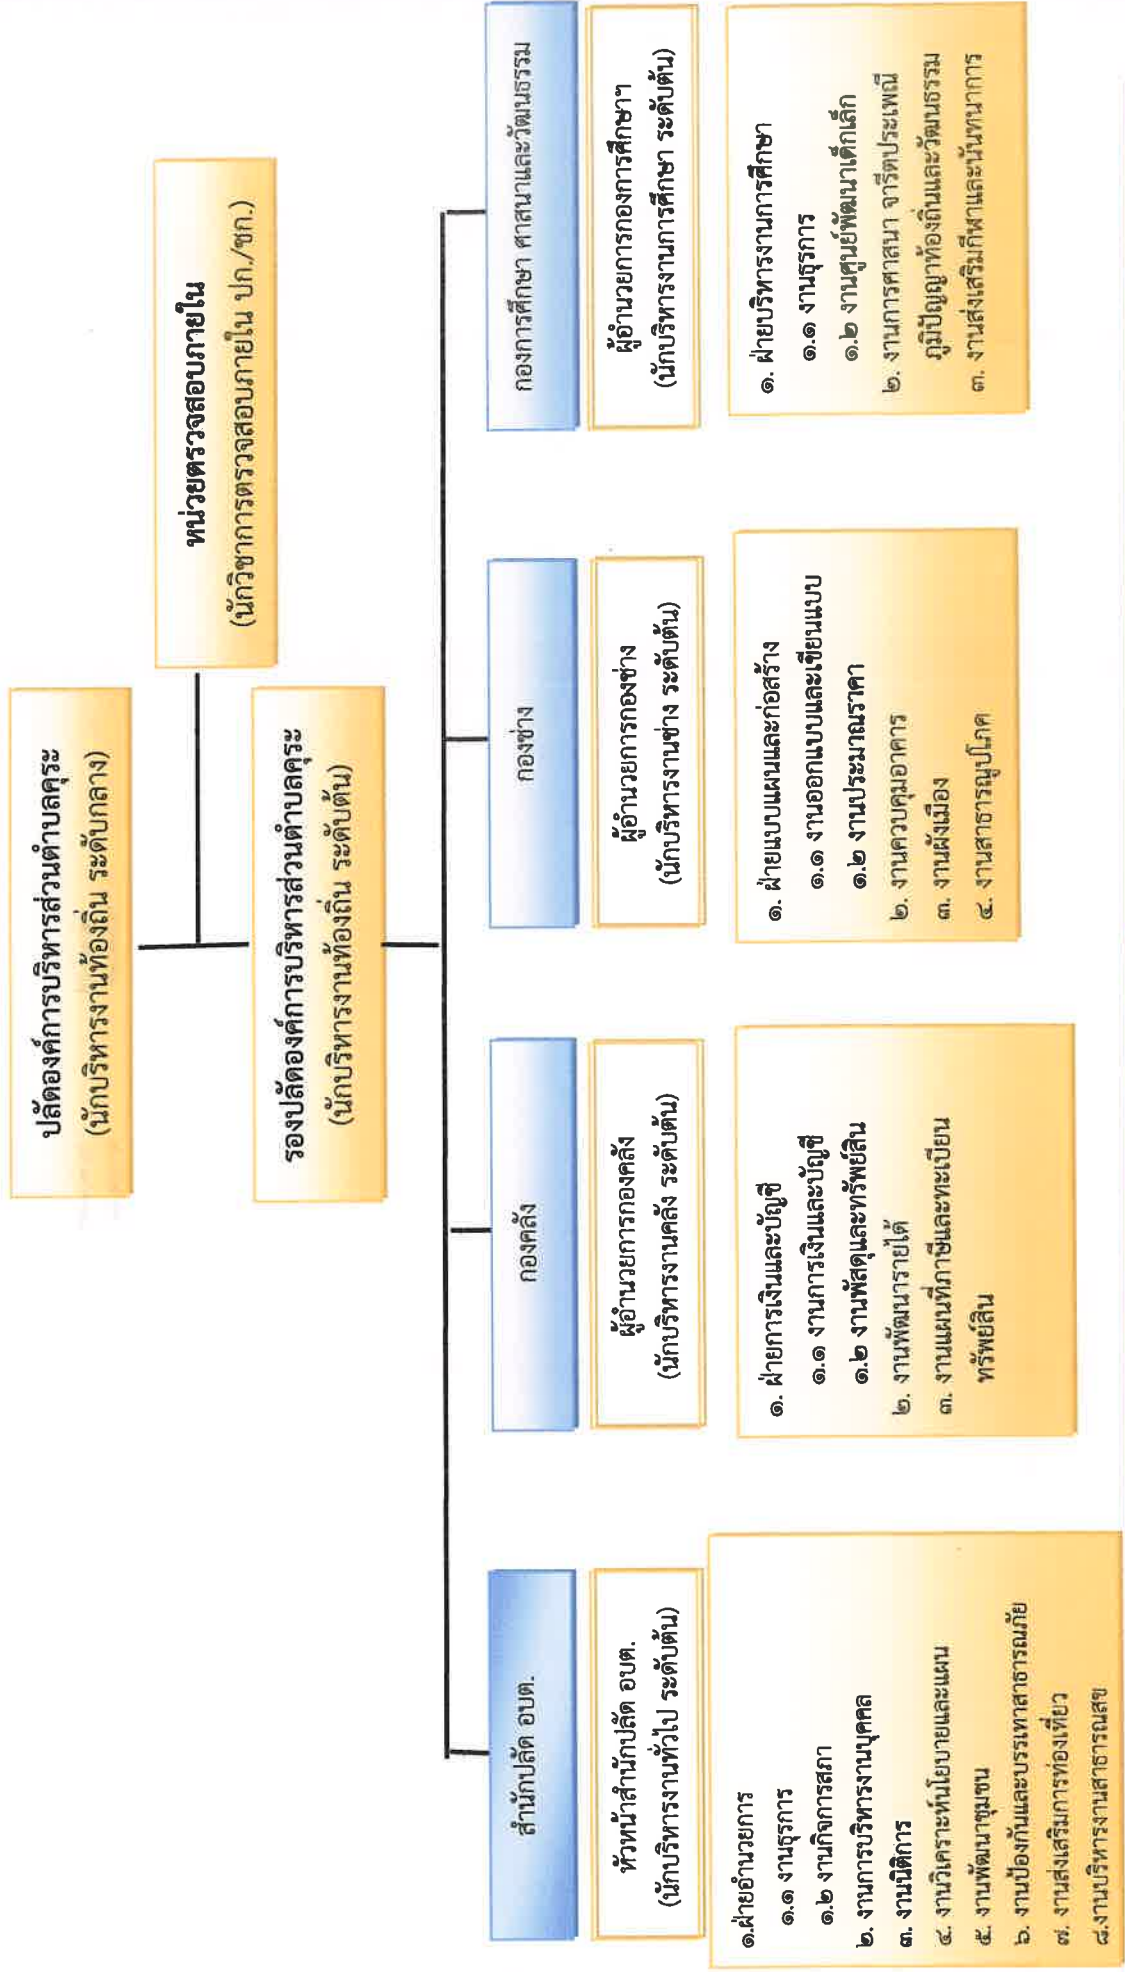 ปลัดองค์การบริหารส่วนตำบลคุระ
(นักบริหารงานท้องถิ่น ระดับกลาง)
หน่วยตรวจสอบภายใน
(นักวิชาการตรวจสอบภายใน ปก./ชก.)
รองปลัดองค์การบริหารส่วนตำบลคุระ
(นักบริหารงานท้องถิ่น ระดับต้น)
สำนักปลัด อบต.
หัวหน้าสำนักปลัด อบต.
(นักบริหารงานทั่วไป ระดับต้น)
๑.ฝ่ายอำนวยการ
๑.๑ งานธุรการ
๑.๒ งานกิจการสภา
๒. งานการบริหารงานบุคคล
๓. งานนิติการ
๔. งานวิเคราะห์นโยบายและแผน
๕. งานพัฒนาชุมชน
๖. งานป้องกันและบรรเทาสาธารณภัย
๗. งานส่งเสริมการท่องเที่ยว
๘.งานบริหารงานสาธารณสุข
กองคลัง
ผู้อำนวยการกองคลัง
(นักบริหารงานคลัง ระดับต้น)
๑. ฝ่ายการเงินและบัญชี
๑.๑ งานการเงินและบัญชี
๑.๒ งานพัสดุและทรัพย์สิน
๒. งานพัฒนารายได้
๓. งานแผนที่ภาษีและทะเบียน
ทรัพย์สิน
กองช่าง
ผู้อำนวยการกองช่าง
(นักบริหารงานช่าง ระดับต้น)
๑. ฝ่ายแบบแผนและก่อสร้าง
๑.๑ งานออกแบบและเขียนแบบ
๑.๒ งานประมาณราคา
๒. งานควบคุมอาคาร
๓. งานผังเมือง
๔. งานสาธารณูปโภค
กองการศึกษา ศาสนาและวัฒนธรรม
ผู้อำนวยการกองการศึกษาฯ
(นักบริหารงานการศึกษา ระดับต้น)
๑. ฝ่ายบริหารงานการศึกษา
๑.๑ งานธุรการ
๑.๒ งานศูนย์พัฒนาเด็กเล็ก
๒. งานการศาสนา จารีตประเพณี
ภูมิปัญญาท้องถิ่นและวัฒนธรรม
๓. งานส่งเสริมกีฬาและนันทนาการ